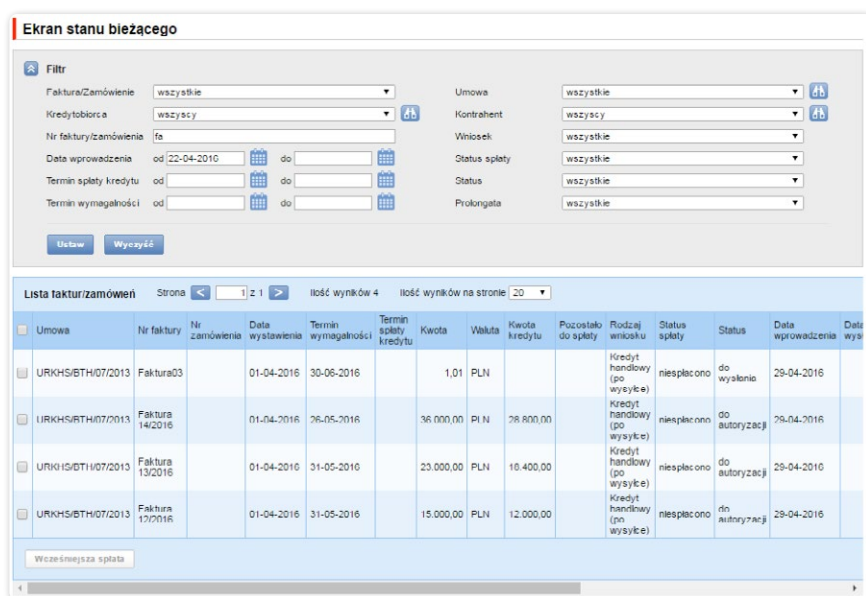 Ekran stanu bieżącego
Filtr
Faktura/Zamówienie wszystkie Umowa wszystkie
Kredytobiorca wszyscy Kontrahent wszyscy
Nr faktury/zamówienia fa Wniosek wszystkie
Data wprowadzenia od 22-04-2016 do Status spłaty wszystkie
Termin spłaty kredytu od do Status wszystkie
Termin wymagalności od do Prolongata wszystkie
Ustaw Wyczyść
Lista faktur/zamówień Strona < 1 z 1 > Ilość wyników 4 Ilość wyników na stronie 20
Umowa Nr faktury Nr zamówienia Data wystawienia Termin wymagalności Termin spłaty kredytu Kwota Waluta Kwota kredytu Pozostało do spłaty Rodzaj wniosku Status spłaty Status Data wprowadzenia Data
URKHS/BTH/07/2013 Faktura03 01-04-2016 30-06-2016 1,01 PLN Kredyt handlowy (po wysyłce) niespłacono do wysłania 29-04-2016
URKHS/BTH/07/2013 Faktura 14/2016 01-04-2016 26-05-2016 36.000,00 PLN 28.800,00 Kredyt handlowy (po wysyłce) niespłacono do autoryzacji 29-04-2016
URKHS/BTH/07/2013 Faktura 13/2016 01-04-2016 31-05-2016 23.000,00 PLN 18.400,00 Kredyt handlowy (po wysyłce) niespłacono do autoryzacji 29-04-2016
URKHS/BTH/07/2013 Faktura 12/2016 01-04-2016 31-05-2016 15.000,00 PLN 12.000,00 Kredyt handlowy (po wysyłce) niespłacono do autoryzacji 29-04-2016
Wcześniejsza spłata